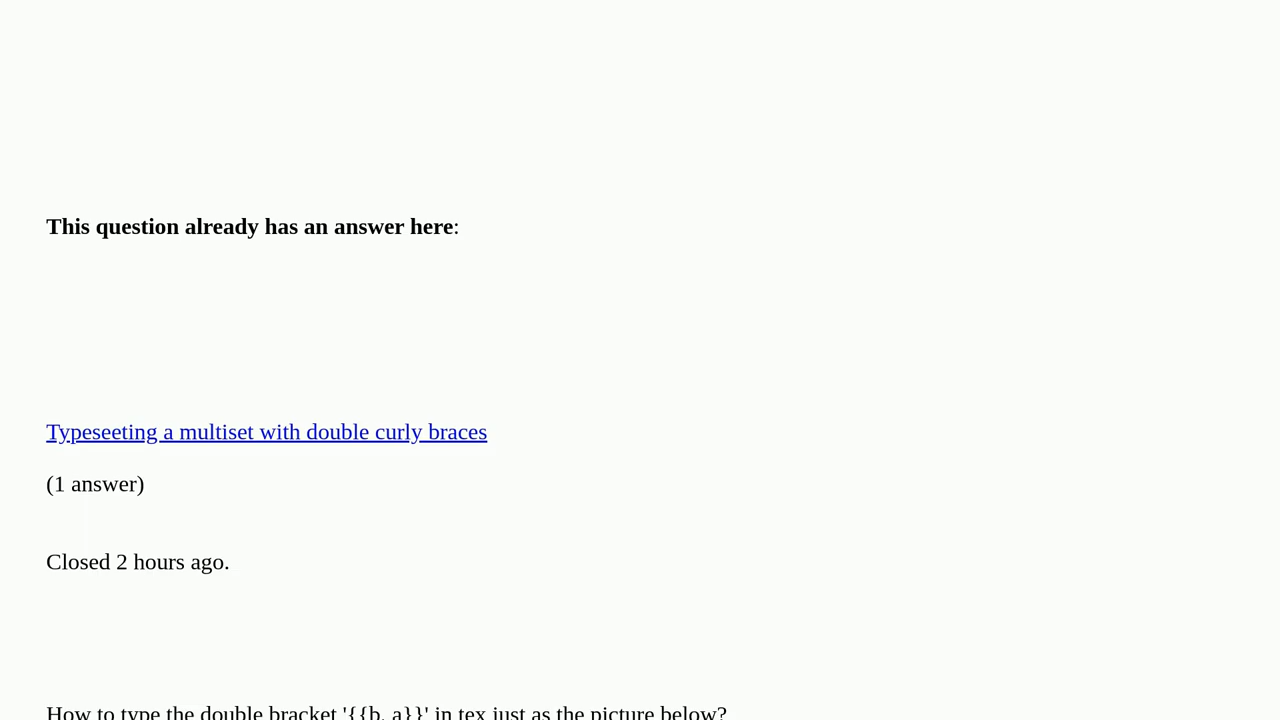 This question already has an answer here:
Typeseeting a multiset with double curly braces
(1 answer)
Closed 2 hours ago.
How to type the double bracket '{{b, a}}' in tex just as the picture below?